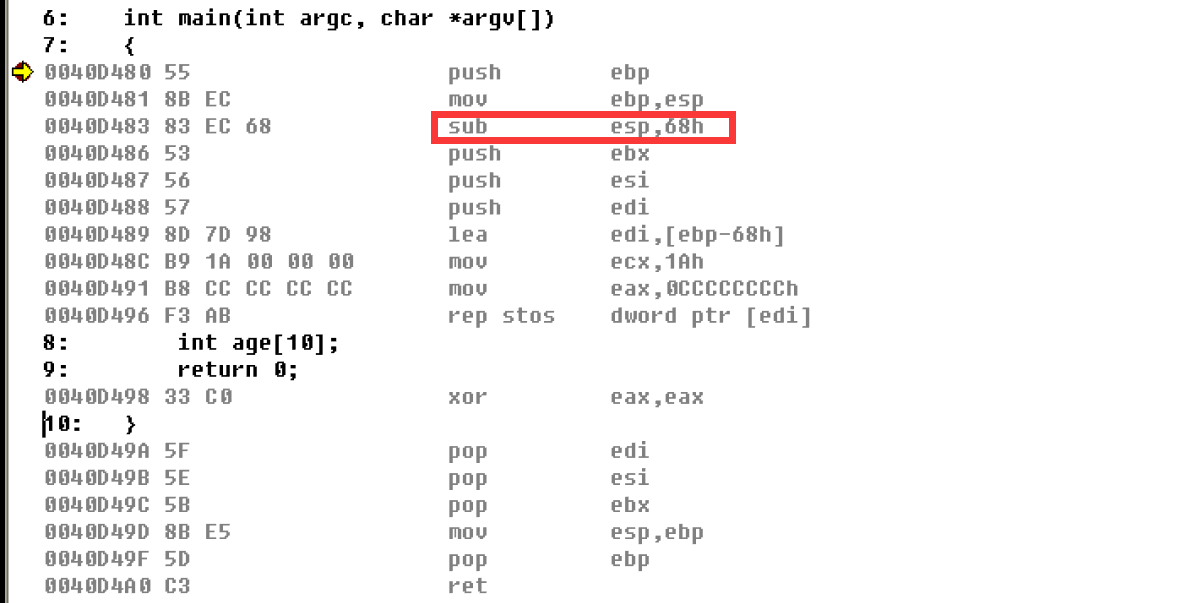 6:    int main(int argc, char *argv[])
7:    {
0040D480 55                   push        ebp
0040D481 8B EC                mov         ebp,esp
0040D483 83 EC 68             sub         esp,68h
0040D486 53                   push        ebx
0040D487 56                   push        esi
0040D488 57                   push        edi
0040D489 8D 7D 98             lea         edi,[ebp-68h]
0040D48C B9 1A 00 00 00       mov         ecx,1Ah
0040D491 B8 CC CC CC CC       mov         eax,0CCCCCCCCh
0040D496 F3 AB                rep stos    dword ptr [edi]
8:        int age[10];
9:        return 0;
0040D498 33 C0                xor         eax,eax
10:   }
0040D49A 5F                   pop         edi
0040D49B 5E                   pop         esi
0040D49C 5B                   pop         ebx
0040D49D 8B E5                mov         esp,ebp
0040D49F 5D                   pop         ebp
0040D4A0 C3                   ret